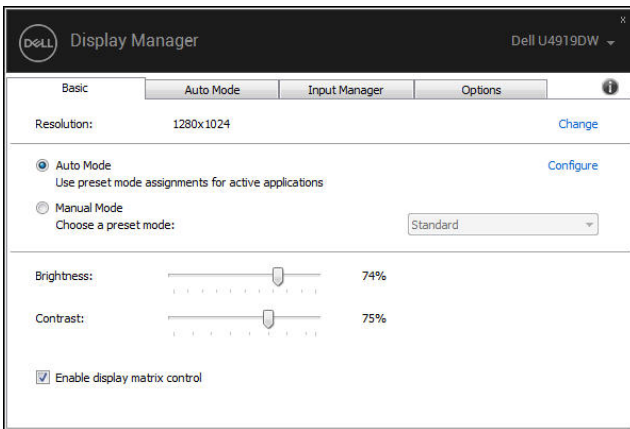 x
DELL Display Manager
Dell U4919DW
Basic Auto Mode Input Manager Options i
Resolution: 1280x1024 Change
Auto Mode Configure
Use preset mode assignments for active applications
Manual Mode
Choose a preset mode: Standard
Brightness: 74%
Contrast: 75%
Enable display matrix control